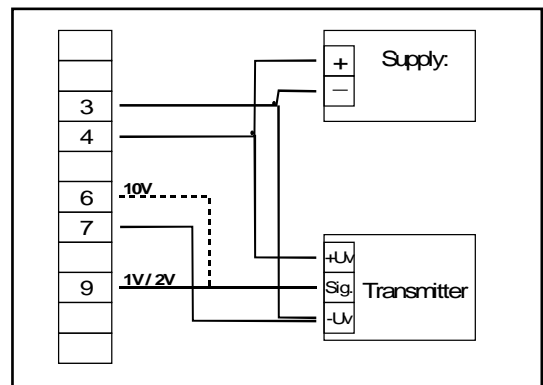 + Supply:
–
3
4
6 10V
7
+Uv
9 1V / 2V Sig. Transmitter
-Uv